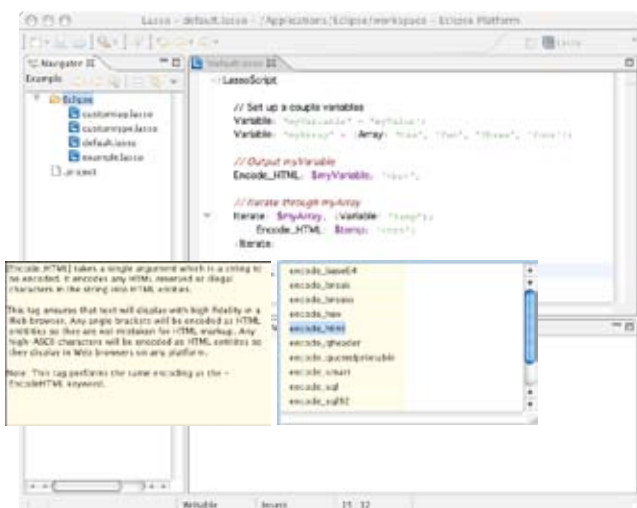 Lasso - default.lasso - /Applications/Eclipse/workspace - Eclipse Platform
Lasso
Navigator
default.lasso
Example
Eclipse
customtag.lasso
customtype.lasso
default.lasso
example.lasso
.project
LassoScript
// Set up a couple variables
Variable: "myVariable" = "myValue";
Variable: "myArray" = (Array: "One", "Two", "Three", "Four");
// Output myVariable
Encode_HTML: $myVariable,
// Iterate through myArray
Iterate: $myArray, (Variable: "temp");
Encode_HTML: $temp,
/Iterate;
[Encode_HTML] takes a single argument which is a string to
be encoded. It encodes any HTML reserved or illegal
characters in the string into HTML entities.
This tag ensures that text will display with high fidelity in a
Web browser. Any angle brackets will be encoded as HTML
entities so they are not mistaken for HTML markup. Any
high-ASCII characters will be encoded as HTML entities so
they display in Web browsers on any platform.
Note: This tag performs the same encoding as the -
EncodeHTML keyword.
encode_base64
encode_break
encode_breaks
encode_hex
encode_html
encode_qheader
encode_quotedprintable
encode_smart
encode_sql
encode_sql92
Writable
Insert
15 : 12